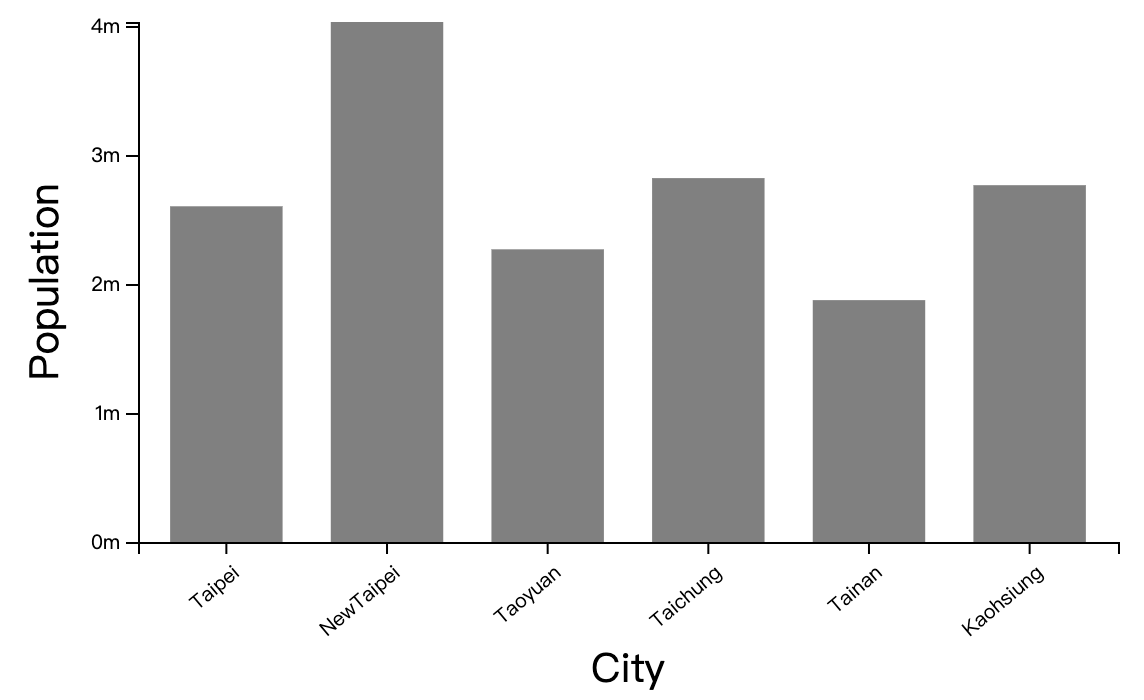 4m
3m
2m
1m
0m
Population
Taipei
NewTaipei
Taoyuan
Taichung
Tainan
Kaohsiung
City